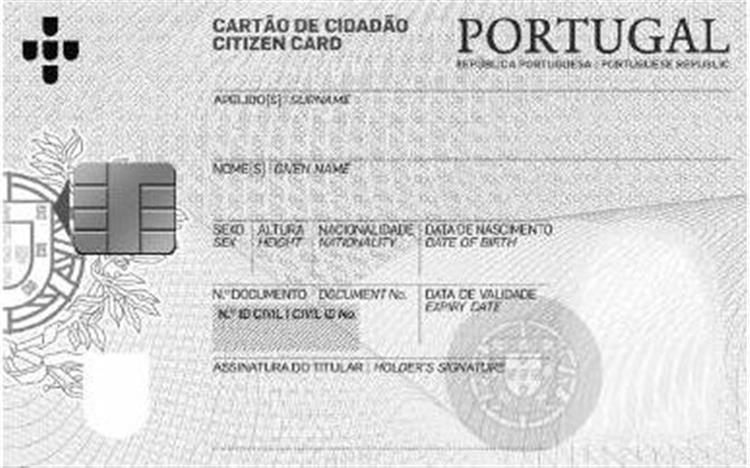 CARTÃO DE CIDADÃO
CITIZEN CARD
PORTUGAL
REPÚBLICA PORTUGUESA | PORTUGUESE REPUBLIC
APELIDO[S] | SURNAME
NOME[S] | GIVEN NAME
SEXO ALTURA NACIONALIDADE DATA DE NASCIMENTO
SEX HEIGHT NATIONALITY DATE OF BIRTH
N.º DOCUMENTO | DOCUMENT No. DATA DE VALIDADE
EXPIRY DATE
N.º ID CIVIL | CIVIL ID No.
ASSINATURA DO TITULAR | HOLDER'S SIGNATURE